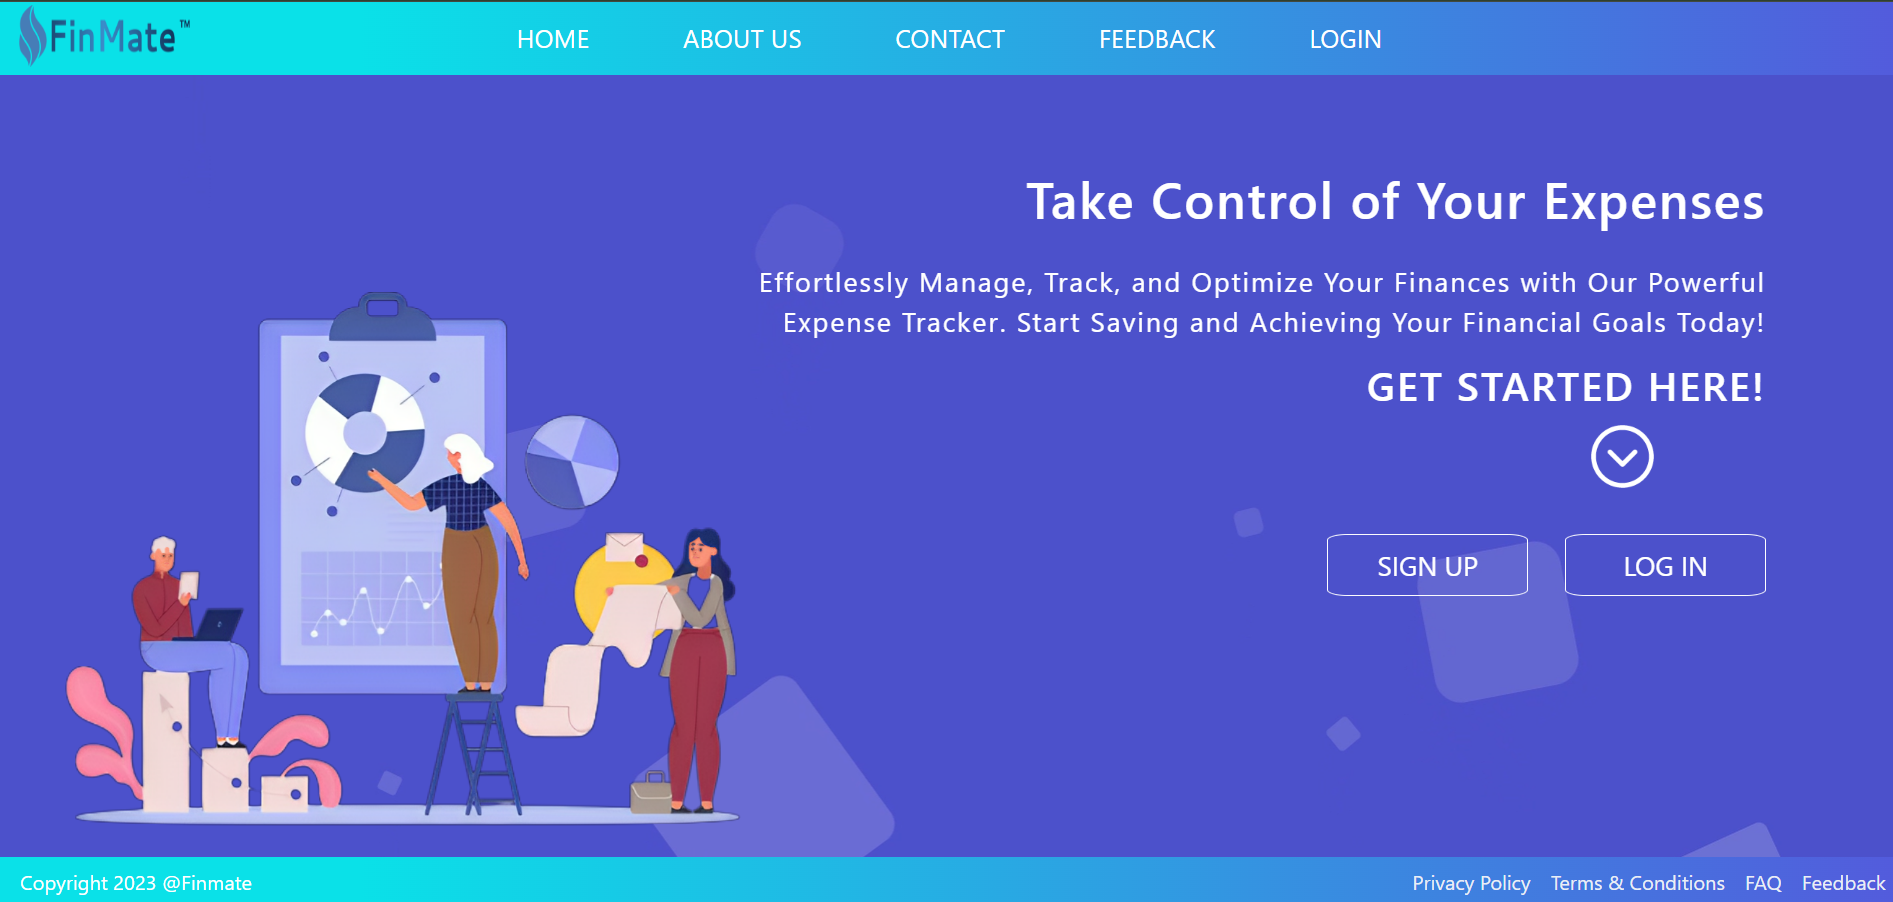 FinMate™
HOME ABOUT US CONTACT FEEDBACK LOGIN
Take Control of Your Expenses
Effortlessly Manage, Track, and Optimize Your Finances with Our Powerful
Expense Tracker. Start Saving and Achieving Your Financial Goals Today!
GET STARTED HERE!
SIGN UP LOG IN
Copyright 2023 @Finmate Privacy Policy Terms & Conditions FAQ Feedback